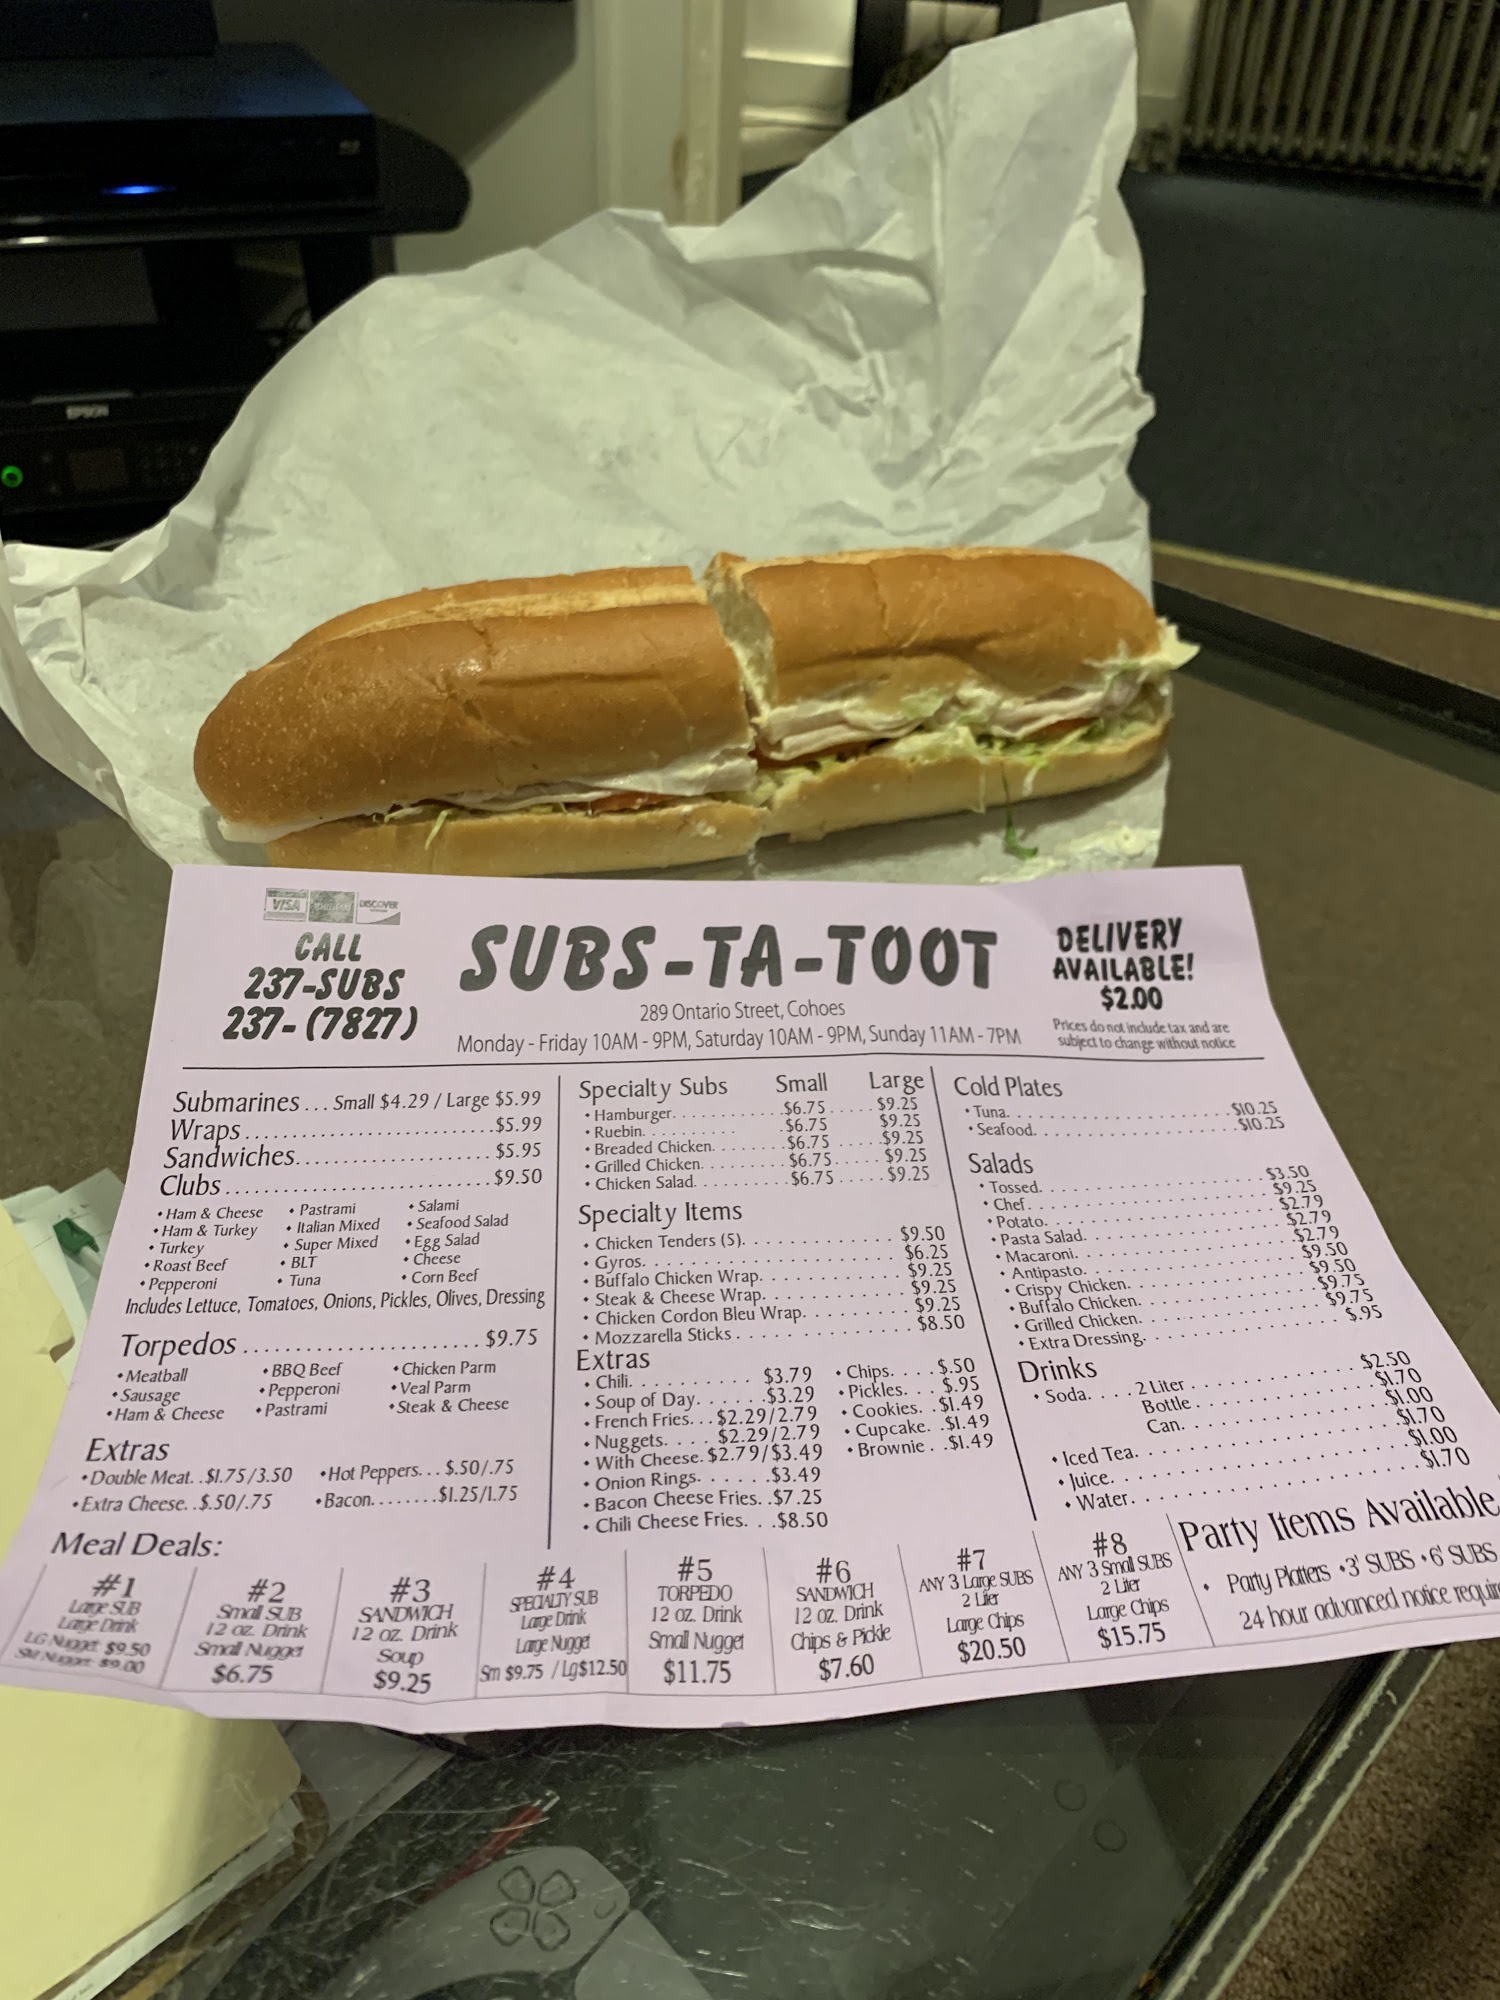 EPSON
VISA
DISCOVER
CALL
237-SUBS
237-(7827)
SUBS-TA-TOOT
289 Ontario Street, Cohoes
Monday - Friday 10AM - 9PM, Saturday 10AM - 9PM, Sunday 11AM - 7PM
DELIVERY
AVAILABLE!
$2.00
Prices do not include tax and are
subject to change without notice
Submarines ... Small $4.29 / Large $5.99
Wraps.............................$5.99
Sandwiches.......................$5.95
Clubs.............................$9.50
• Ham & Cheese • Pastrami • Salami
• Ham & Turkey • Italian Mixed • Seafood Salad
• Turkey • Super Mixed • Egg Salad
• Roast Beef • BLT • Cheese
• Pepperoni • Tuna • Corn Beef
Includes Lettuce, Tomatoes, Onions, Pickles, Olives, Dressing
Torpedos..........................$9.75
• Meatball • BBQ Beef • Chicken Parm
• Sausage • Pepperoni • Veal Parm
• Ham & Cheese • Pastrami • Steak & Cheese
Extras
• Double Meat..$1.75/3.50 • Hot Peppers...$.50/.75
• Extra Cheese..$.50/.75 • Bacon........$1.25/1.75
Specialty Subs Small Large
• Hamburger............$6.75.....$9.25
• Ruebin..........$6.75 $9.25
• Breaded Chicken........$6.75.....$9.25
• Grilled Chicken.........$6.75.....$9.25
• Chicken Salad..........$6.75.....$9.25
Specialty Items
• Chicken Tenders (5)..............$9.50
• Gyros........................$6.25
• Buffalo Chicken Wrap.............$9.25
• Steak & Cheese Wrap.............$9.25
• Chicken Cordon Bleu Wrap.........$9.25
• Mozzarella Sticks...............$8.50
Extras
• Chili...........$3.79 • Chips....$.50
• Soup of Day......$3.29 • Pickles...$.95
• French Fries...$2.29/2.79 • Cookies..$1.49
• Nuggets....$2.29/2.79 • Cupcake..$1.49
• With Cheese.$2.79/$3.49 • Brownie..$1.49
• Onion Rings......$3.49
• Bacon Cheese Fries..$7.25
• Chili Cheese Fries...$8.50
Cold Plates
• Tuna......................$10.25
• Seafood....................$10.25
Salads
• Tossed......................$3.50
• Chef........................$9.25
• Potato......................$2.79
• Pasta Salad..................$2.79
• Macaroni....................$2.79
• Antipasto....................$9.50
• Crispy Chicken................$9.50
• Buffalo Chicken...............$9.75
• Grilled Chicken...............$9.75
• Extra Dressing.................$.95
Drinks
• Soda....2 Liter..............$2.50
Bottle................$1.70
Can..................$1.00
• Iced Tea.....................$1.70
• Juice........................$1.00
• Water.......................$1.70
Meal Deals:
#1
Large SUB
Large Drink
LG Nugget $9.50
SM Nugget $9.00
#2
Small SUB
12 oz. Drink
Small Nugget
$6.75
#3
SANDWICH
12 oz. Drink
Soup
$9.25
#4
SPECIALTY SUB
Large Drink
Large Nugget
Sm $9.75 / Lg $12.50
#5
TORPEDO
12 oz. Drink
Small Nugget
$11.75
#6
SANDWICH
12 oz. Drink
Chips & Pickle
$7.60
#7
ANY 3 Large SUBS
2 Liter
Large Chips
$20.50
#8
ANY 3 Small SUBS
2 Liter
Large Chips
$15.75
Party Items Available
• Party Platters • 3' SUBS • 6' SUBS
24 hour advanced notice requir